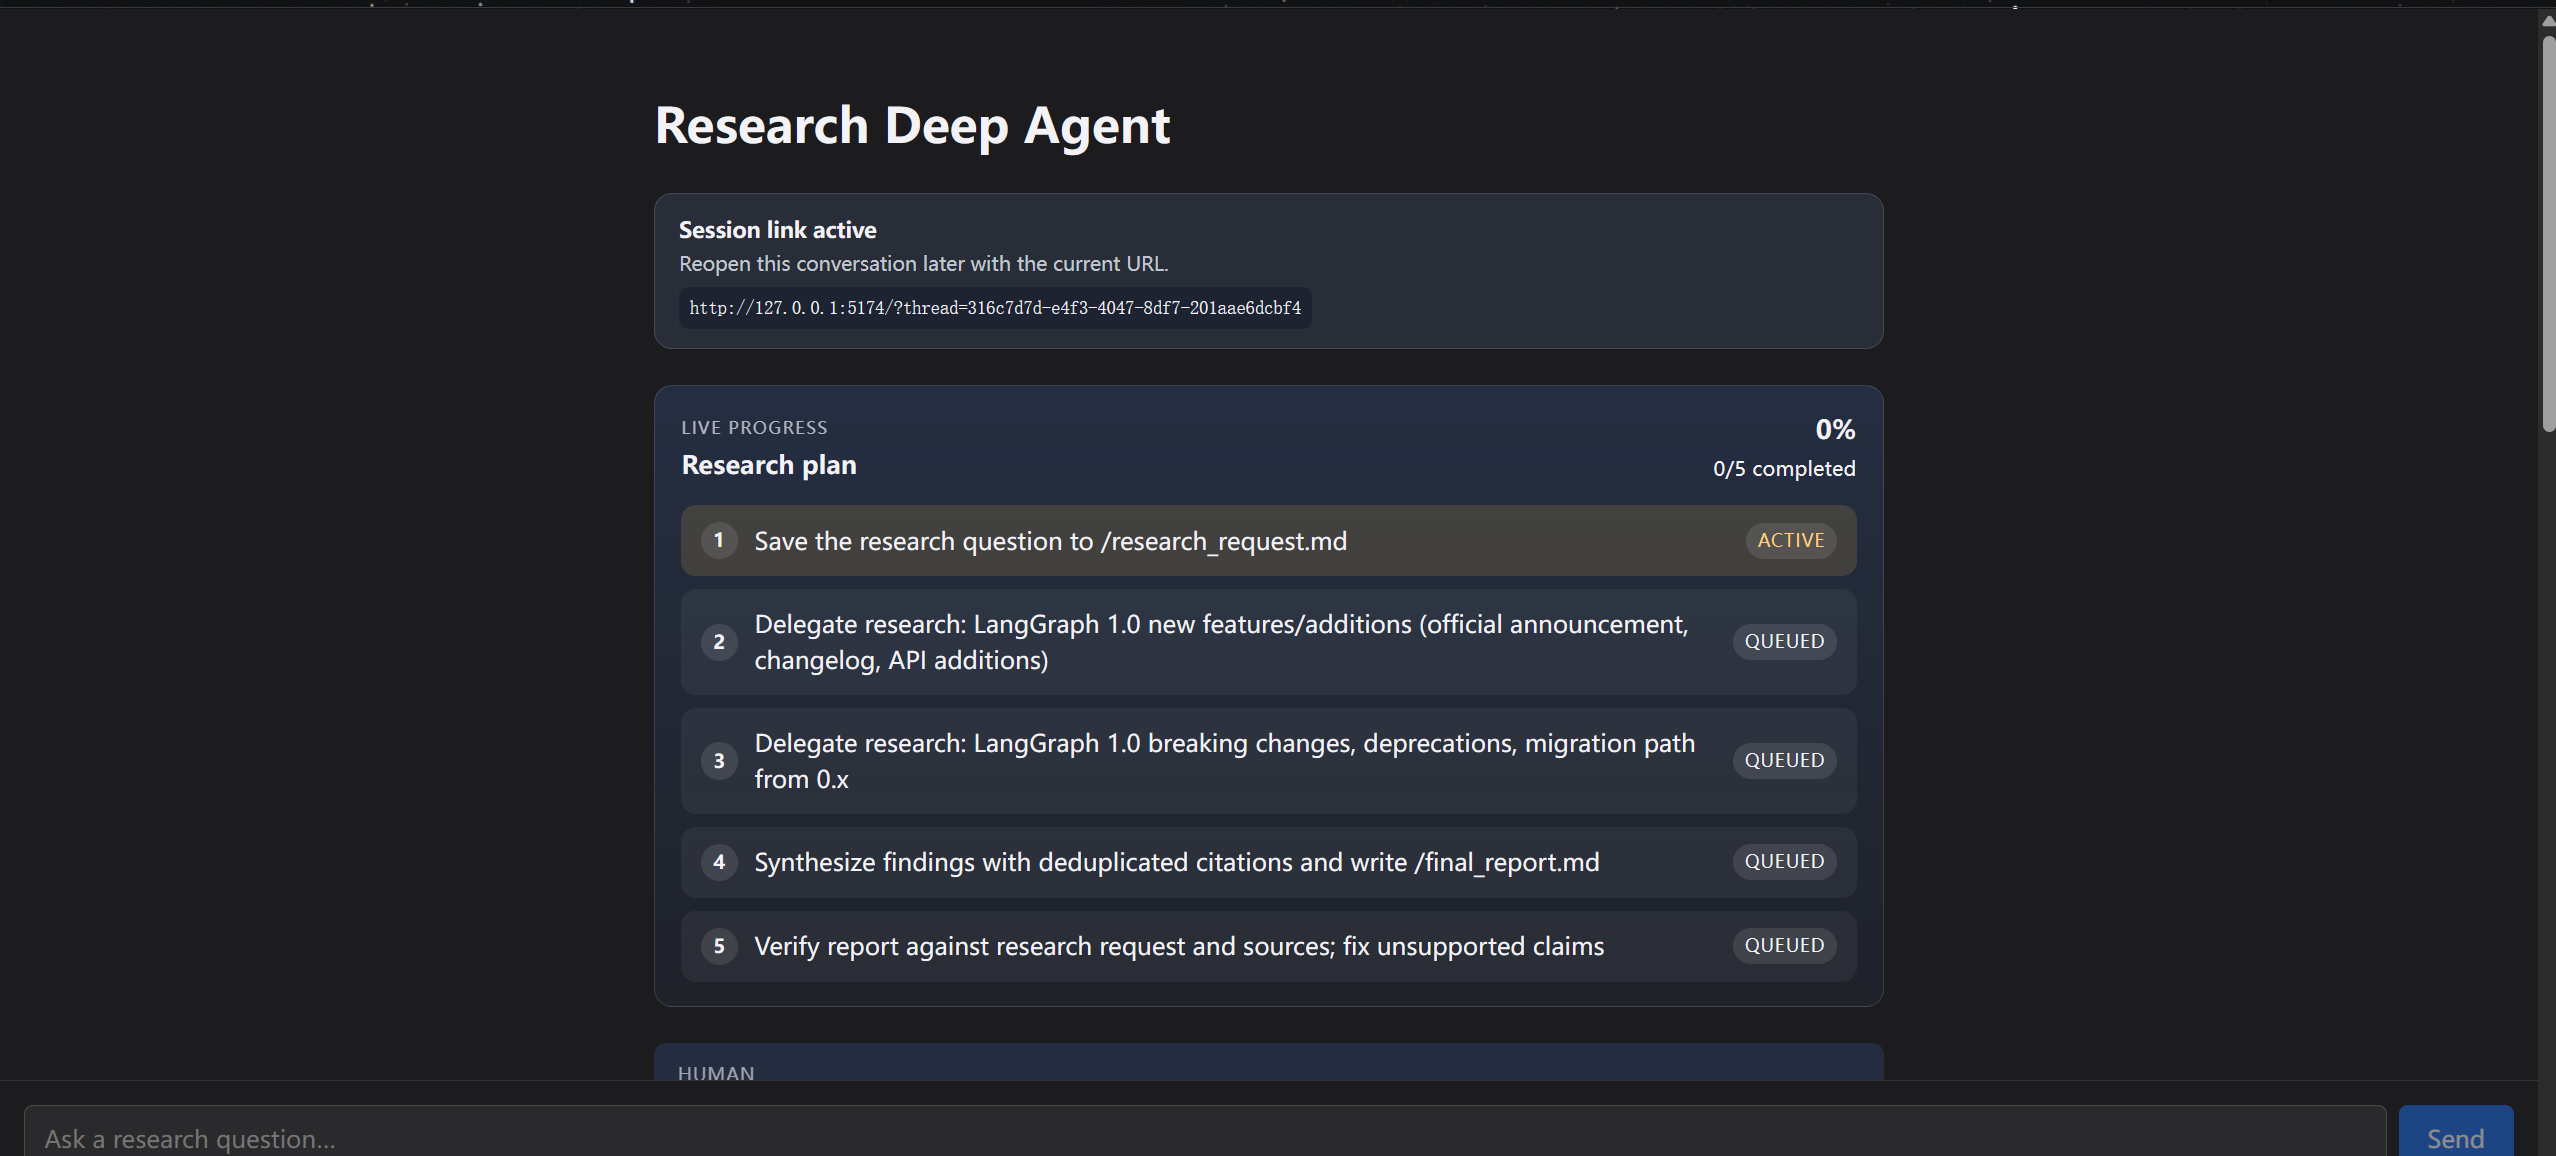 Research Deep Agent
Session link active
Reopen this conversation later with the current URL.
http://127.0.0.1:5174/?thread=316c7d7d-e4f3-4047-8df7-201aae6dcbf4
LIVE PROGRESS
0%
Research plan
0/5 completed
1 Save the research question to /research_request.md ACTIVE
2 Delegate research: LangGraph 1.0 new features/additions (official announcement,
changelog, API additions) QUEUED
3 Delegate research: LangGraph 1.0 breaking changes, deprecations, migration path
from 0.x QUEUED
4 Synthesize findings with deduplicated citations and write /final_report.md QUEUED
5 Verify report against research request and sources; fix unsupported claims QUEUED
HUMAN
Ask a research question...
Send